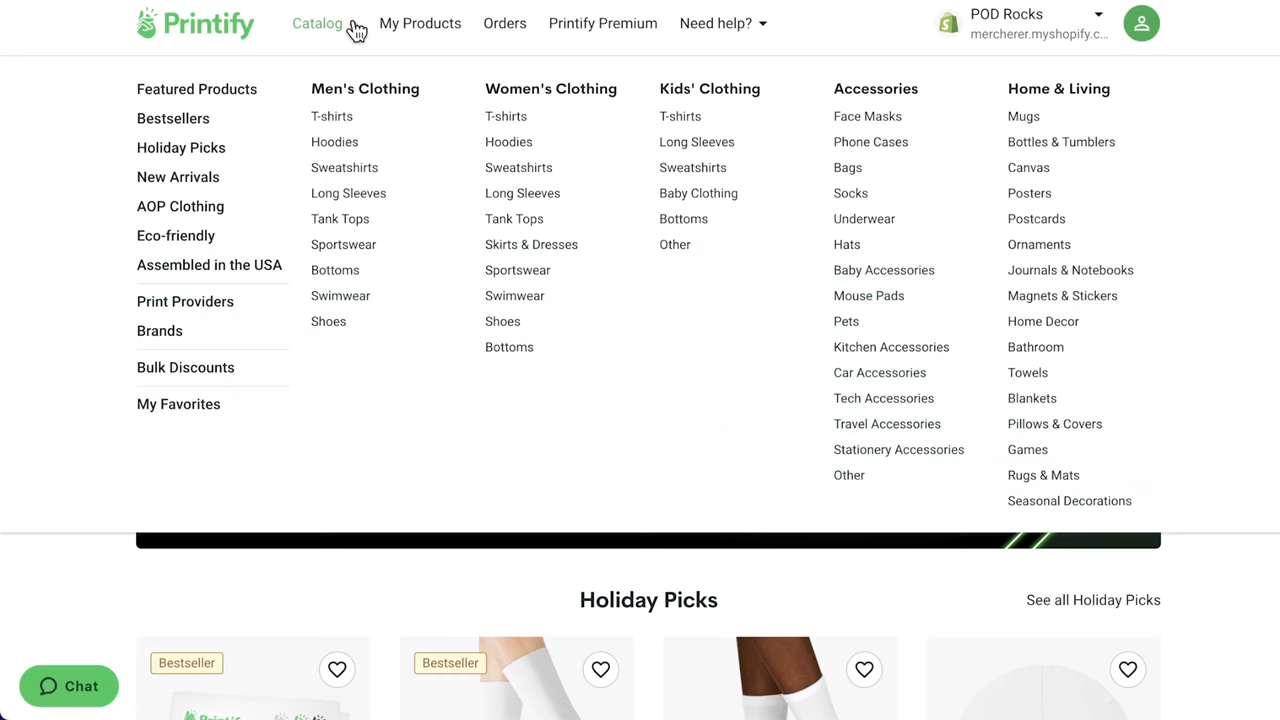 Printify
Catalog
My Products
Orders
Printify Premium
Need help?
POD Rocks
mercherer.myshopify.c...
Featured Products
Bestsellers
Holiday Picks
New Arrivals
AOP Clothing
Eco-friendly
Assembled in the USA
Print Providers
Brands
Bulk Discounts
My Favorites
Men's Clothing
T-shirts
Hoodies
Sweatshirts
Long Sleeves
Tank Tops
Sportswear
Bottoms
Swimwear
Shoes
Women's Clothing
T-shirts
Hoodies
Sweatshirts
Long Sleeves
Tank Tops
Skirts & Dresses
Sportswear
Swimwear
Shoes
Bottoms
Kids' Clothing
T-shirts
Long Sleeves
Sweatshirts
Baby Clothing
Bottoms
Other
Accessories
Face Masks
Phone Cases
Bags
Socks
Underwear
Hats
Baby Accessories
Mouse Pads
Pets
Kitchen Accessories
Car Accessories
Tech Accessories
Travel Accessories
Stationery Accessories
Other
Home & Living
Mugs
Bottles & Tumblers
Canvas
Posters
Postcards
Ornaments
Journals & Notebooks
Magnets & Stickers
Home Decor
Bathroom
Towels
Blankets
Pillows & Covers
Games
Rugs & Mats
Seasonal Decorations
Holiday Picks
See all Holiday Picks
Bestseller
Bestseller
Printify
Chat